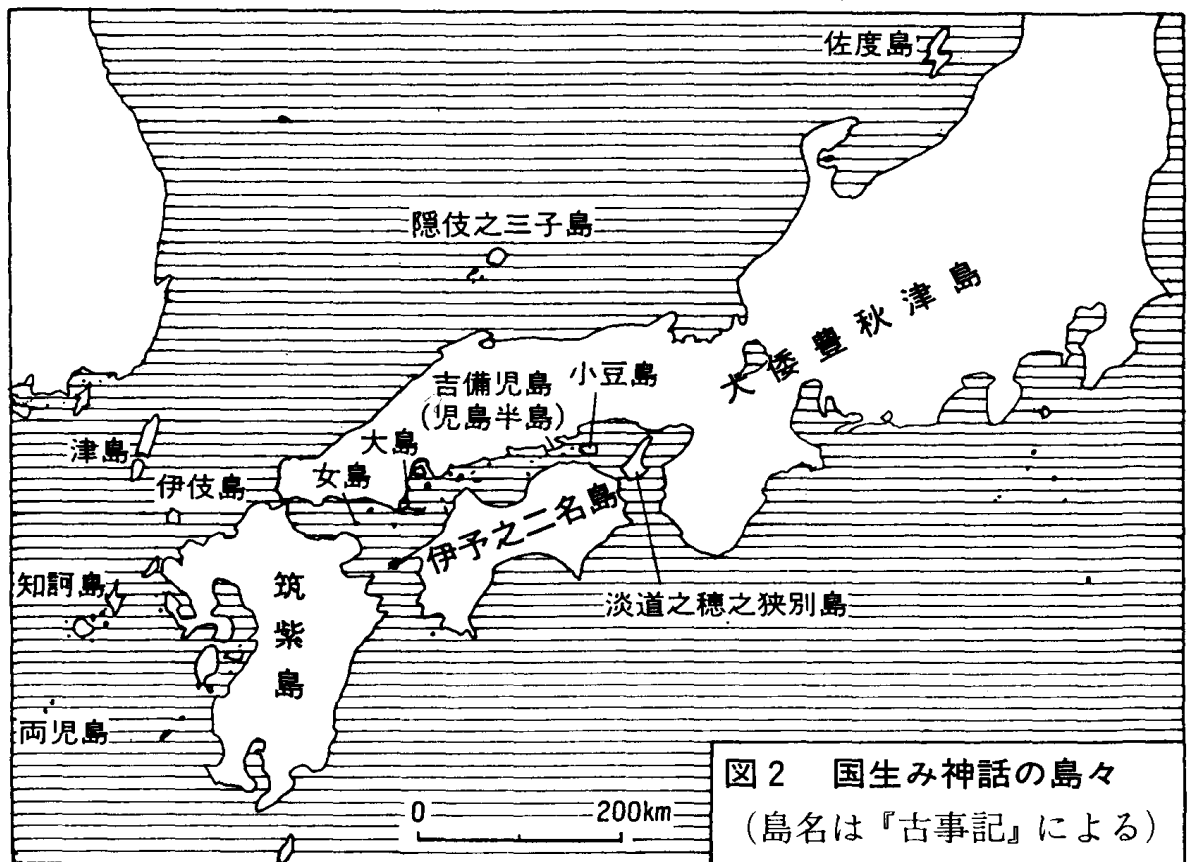 佐度島
隠伎之三子島
大倭豊秋津島
吉備児島
(児島半島)
小豆島
大島
女島
津島
伊伎島
伊予之二名島
知訶島
筑紫島
淡道之穂之狭別島
両児島
0 200km
図2 国生み神話の島々
(島名は『古事記』による)